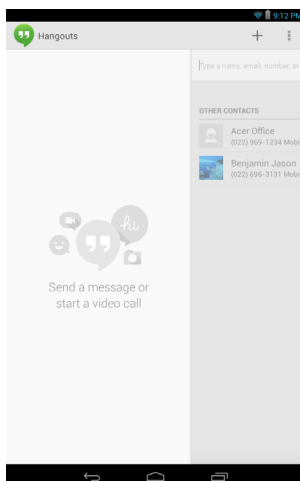 9:12 PM
Hangouts
Type a name, email, number, or
OTHER CONTACTS
Acer Office
(022) 969-1234 Mobi
Benjamin Jason
(022) 696-3131 Mobi
hi
Send a message or
start a video call